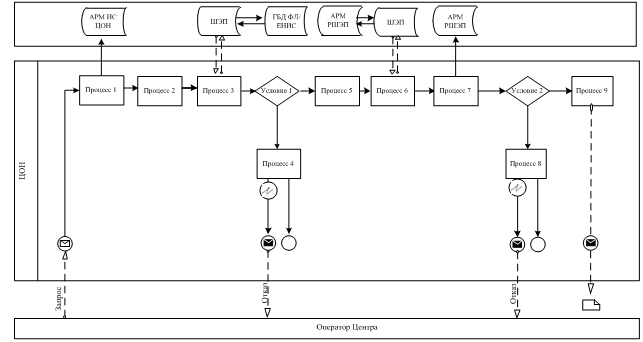 АРМ ИС
ЦОН
ШЭП
ГБД ФЛ/
ЕНИС
АРМ
РШЭП
ШЭП
АРМ
РШЭП
ЦОН
Процесс 1
Процесс 2
Процесс 3
Условие 1
Процесс 5
Процесс 6
Процесс 7
Условие 2
Процесс 9
Процесс 4
Процесс 8
Запрос
Отказ
Отказ
Оператор Центра